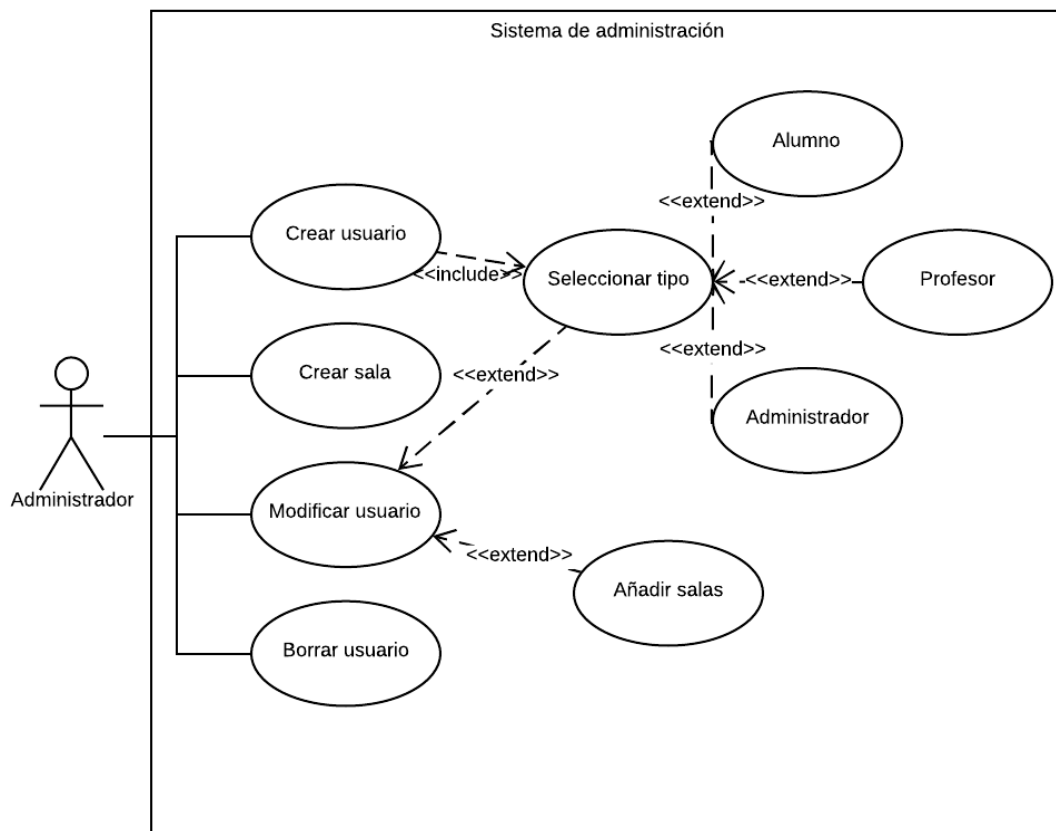 Sistema de administración
Alumno
<<extend>>
Crear usuario
<<include>>
Seleccionar tipo
<<extend>>
Profesor
<<extend>>
Crear sala
<<extend>>
Administrador
Administrador
Modificar usuario
<<extend>>
Añadir salas
Borrar usuario